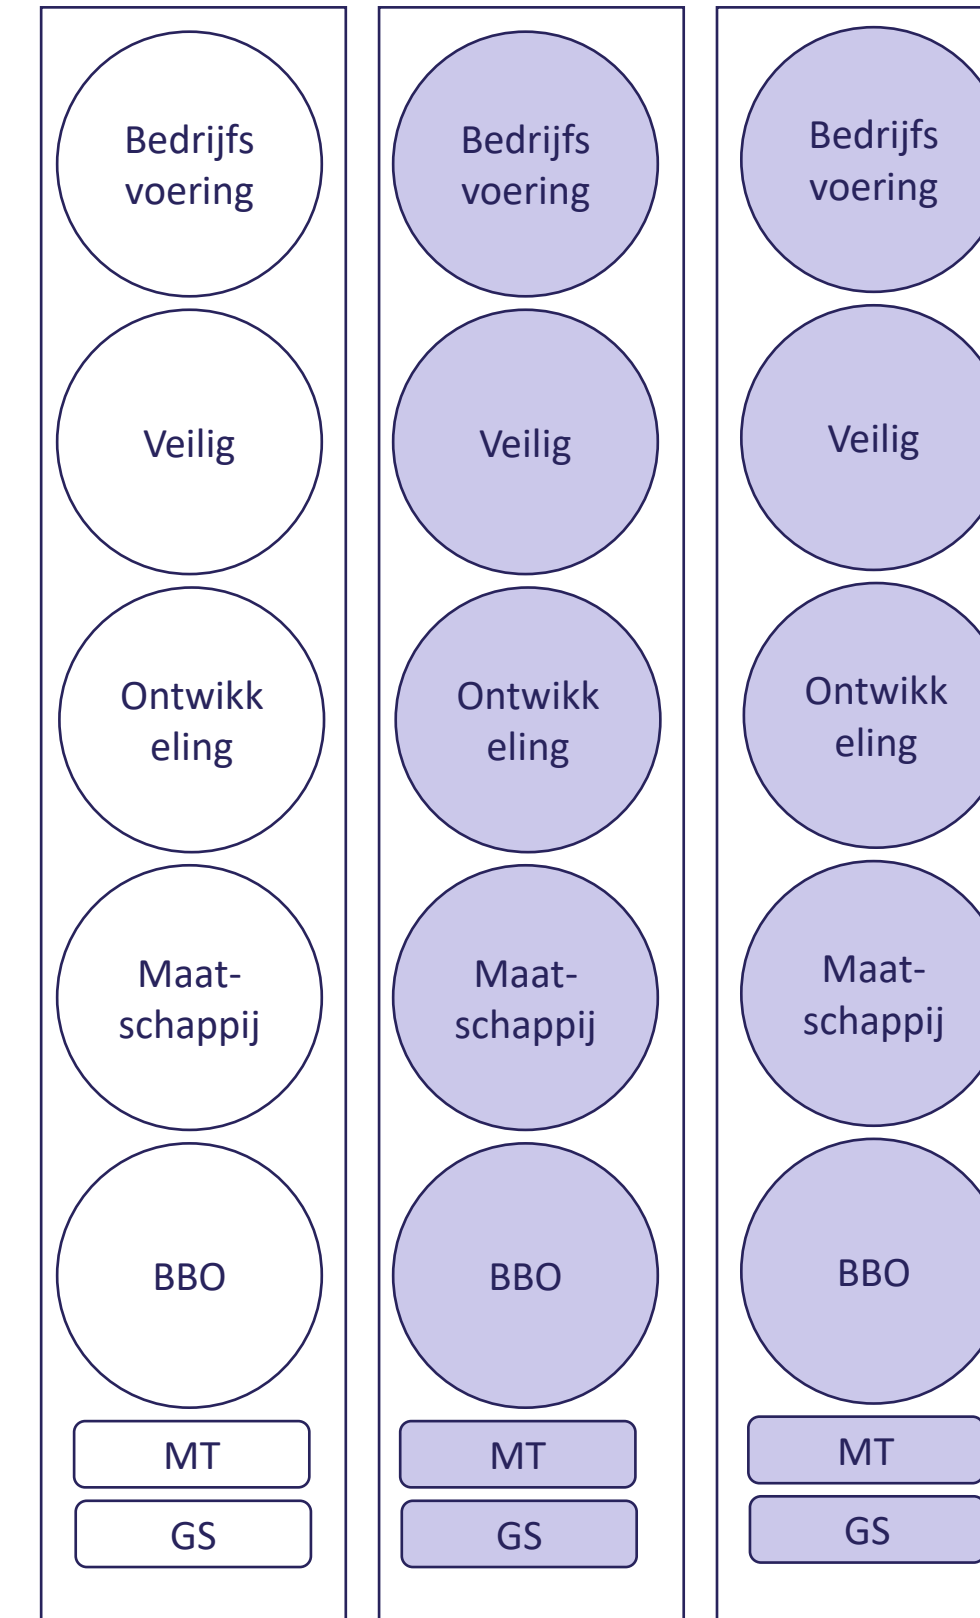 Bedrijfs
voering
Veilig
Ontwikk
eling
Maat-
schappij
BBO
MT
GS
Bedrijfs
voering
Veilig
Ontwikk
eling
Maat-
schappij
BBO
MT
GS
Bedrijfs
voering
Veilig
Ontwikk
eling
Maat-
schappij
BBO
MT
GS